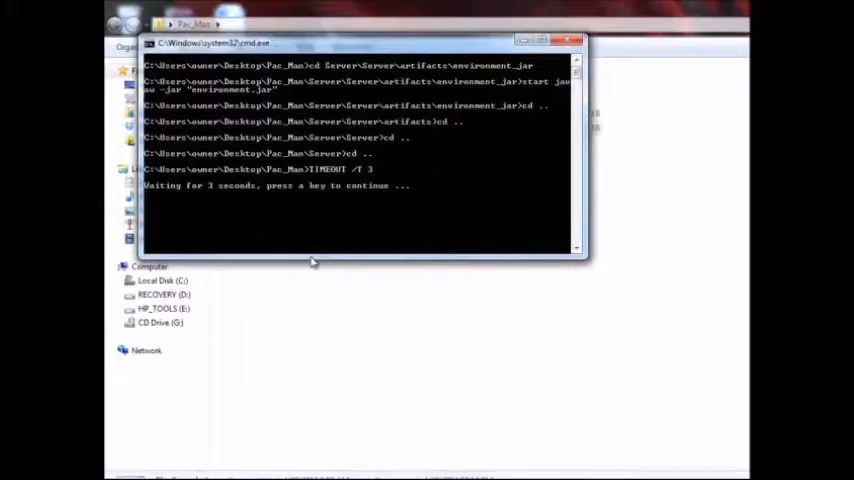 Pac_Man
C:\Windows\system32\cmd.exe
Organ
C:\Users\owner\Desktop\Pac_Man>cd Server\Server\artifacts\environment_jar
C:\Users\owner\Desktop\Pac_Man\Server\Server\artifacts\environment_jar>start jav
aw -jar "environment.jar"
C:\Users\owner\Desktop\Pac_Man\Server\Server\artifacts\environment_jar>cd ..
C:\Users\owner\Desktop\Pac_Man\Server\Server\artifacts>cd ..
C:\Users\owner\Desktop\Pac_Man\Server\Server>cd ..
C:\Users\owner\Desktop\Pac_Man\Server>cd ..
C:\Users\owner\Desktop\Pac_Man>TIMEOUT /T 3
Waiting for 3 seconds, press a key to continue ...
Computer
Local Disk (C:)
RECOVERY (D:)
HP_TOOLS (E:)
CD Drive (G:)
Network